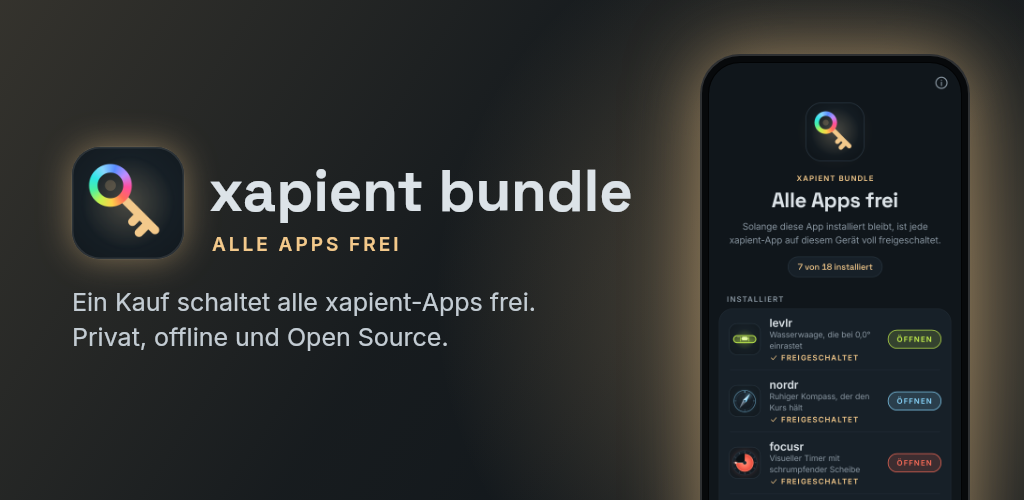 xapient bundle
ALLE APPS FREI
Ein Kauf schaltet alle xapient-Apps frei.
Privat, offline und Open Source.
XAPIENT BUNDLE
Alle Apps frei
Solange diese App installiert bleibt, ist jede
xapient-App auf diesem Gerät voll freigeschaltet.
7 von 18 installiert
INSTALLIERT
levlr
Wasserwaage, die bei 0,0°
einrastet
✓ FREIGESCHALTET
ÖFFNEN
nordr
Ruhiger Kompass, der den
Kurs hält
✓ FREIGESCHALTET
ÖFFNEN
focusr
Visueller Timer mit
schrumpfender Scheibe
✓ FREIGESCHALTET
ÖFFNEN